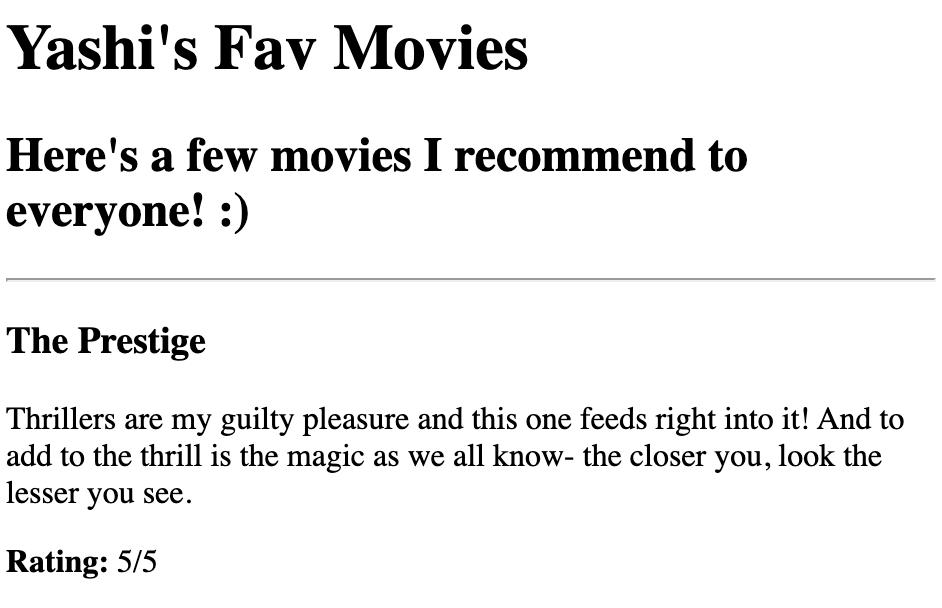 Yashi's Fav Movies
Here's a few movies I recommend to
everyone! :)
The Prestige
Thrillers are my guilty pleasure and this one feeds right into it! And to
add to the thrill is the magic as we all know- the closer you, look the
lesser you see.
Rating: 5/5